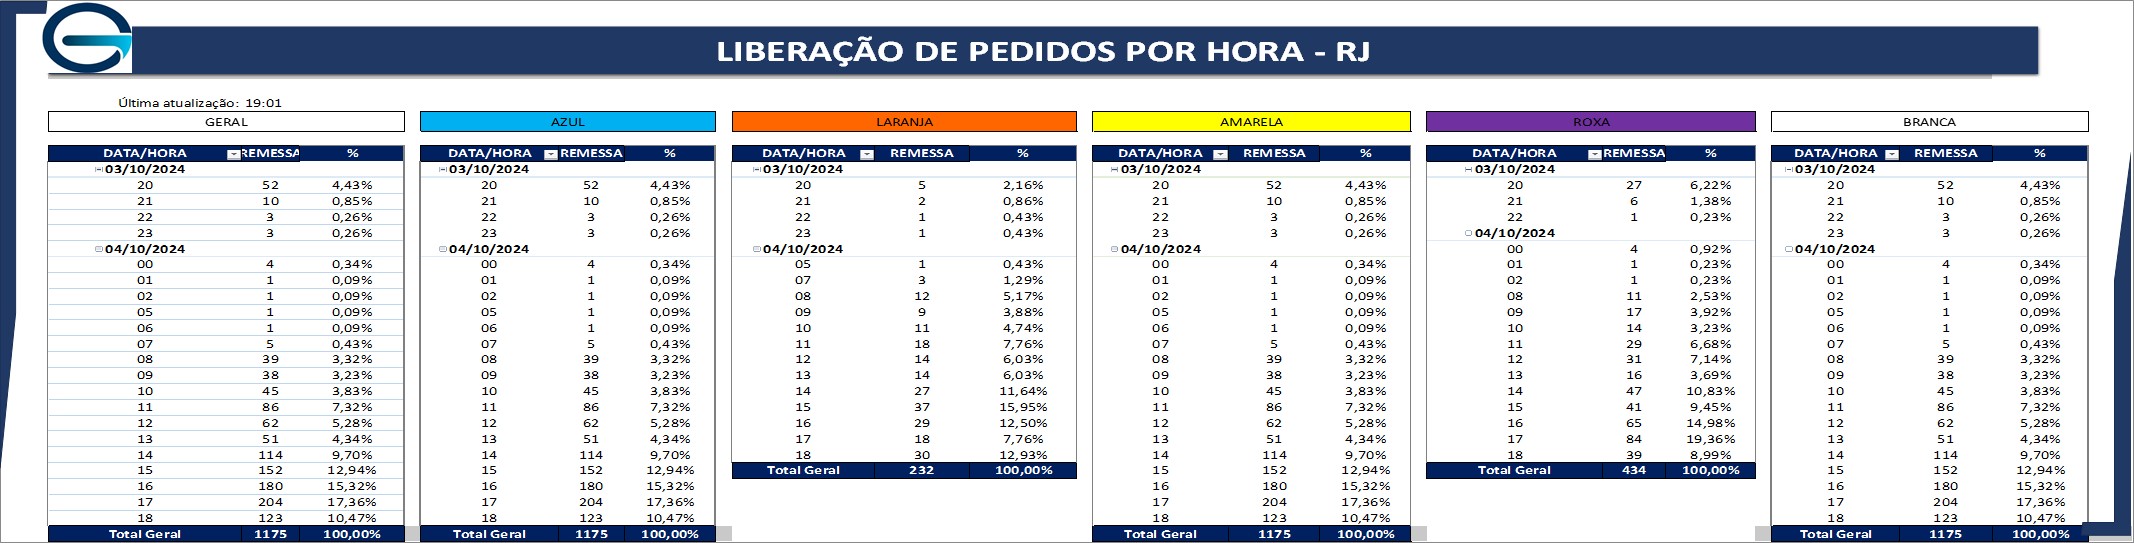 LIBERAÇÃO DE PEDIDOS POR HORA - RJ
Última atualização: 19:01
GERAL
DATA/HORA REMESSA %
03/10/2024
20 52 4,43%
21 10 0,85%
22 3 0,26%
23 3 0,26%
04/10/2024
00 4 0,34%
01 1 0,09%
02 1 0,09%
05 1 0,09%
06 1 0,09%
07 5 0,43%
08 39 3,32%
09 38 3,23%
10 45 3,83%
11 86 7,32%
12 62 5,28%
13 51 4,34%
14 114 9,70%
15 152 12,94%
16 180 15,32%
17 204 17,36%
18 123 10,47%
Total Geral 1175 100,00%
AZUL
DATA/HORA REMESSA %
03/10/2024
20 52 4,43%
21 10 0,85%
22 3 0,26%
23 3 0,26%
04/10/2024
00 4 0,34%
01 1 0,09%
02 1 0,09%
05 1 0,09%
06 1 0,09%
07 5 0,43%
08 39 3,32%
09 38 3,23%
10 45 3,83%
11 86 7,32%
12 62 5,28%
13 51 4,34%
14 114 9,70%
15 152 12,94%
16 180 15,32%
17 204 17,36%
18 123 10,47%
Total Geral 1175 100,00%
LARANJA
DATA/HORA REMESSA %
03/10/2024
20 5 2,16%
21 2 0,86%
22 1 0,43%
23 1 0,43%
04/10/2024
05 1 0,43%
07 3 1,29%
08 12 5,17%
09 9 3,88%
10 11 4,74%
11 18 7,76%
12 14 6,03%
13 14 6,03%
14 27 11,64%
15 37 15,95%
16 29 12,50%
17 18 7,76%
18 30 12,93%
Total Geral 232 100,00%
AMARELA
DATA/HORA REMESSA %
03/10/2024
20 52 4,43%
21 10 0,85%
22 3 0,26%
23 3 0,26%
04/10/2024
00 4 0,34%
01 1 0,09%
02 1 0,09%
05 1 0,09%
06 1 0,09%
07 5 0,43%
08 39 3,32%
09 38 3,23%
10 45 3,83%
11 86 7,32%
12 62 5,28%
13 51 4,34%
14 114 9,70%
15 152 12,94%
16 180 15,32%
17 204 17,36%
18 123 10,47%
Total Geral 1175 100,00%
ROXA
DATA/HORA REMESSA %
03/10/2024
20 27 6,22%
21 6 1,38%
22 1 0,23%
04/10/2024
00 4 0,92%
01 1 0,23%
02 1 0,23%
08 11 2,53%
09 17 3,92%
10 14 3,23%
11 29 6,68%
12 31 7,14%
13 16 3,69%
14 47 10,83%
15 41 9,45%
16 65 14,98%
17 84 19,36%
18 39 8,99%
Total Geral 434 100,00%
BRANCA
DATA/HORA REMESSA %
03/10/2024
20 52 4,43%
21 10 0,85%
22 3 0,26%
23 3 0,26%
04/10/2024
00 4 0,34%
01 1 0,09%
02 1 0,09%
05 1 0,09%
06 1 0,09%
07 5 0,43%
08 39 3,32%
09 38 3,23%
10 45 3,83%
11 86 7,32%
12 62 5,28%
13 51 4,34%
14 114 9,70%
15 152 12,94%
16 180 15,32%
17 204 17,36%
18 123 10,47%
Total Geral 1175 100,00%